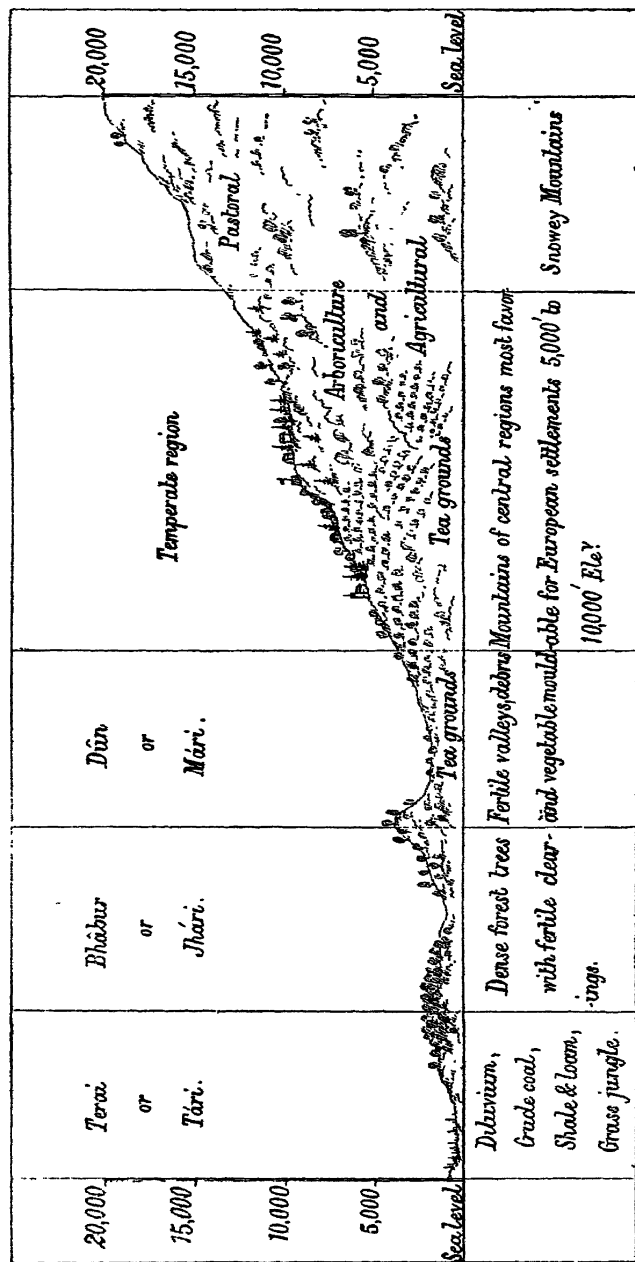 20,000
15,000
10,000
5,000
Sea level
Terai
or
Tári.
Bhâbur
or
Jhári.
Dûn
or
Mári.
Temperate region
Pastoral
Arboriculture
and
Agricultural
Tea grounds
Tea grounds
20,000
15,000
10,000
5,000
Sea level
Diluvium,
Crude coal,
Shale & loam,
Grass jungle.
Dense forest trees
with fertile clear-
-ings.
Fertile valleys, debris
and vegetable mould
Mountains of central regions most favor-
-able for European settlements 5,000' to
10,000' Eleṿ.
Snowey Mountains